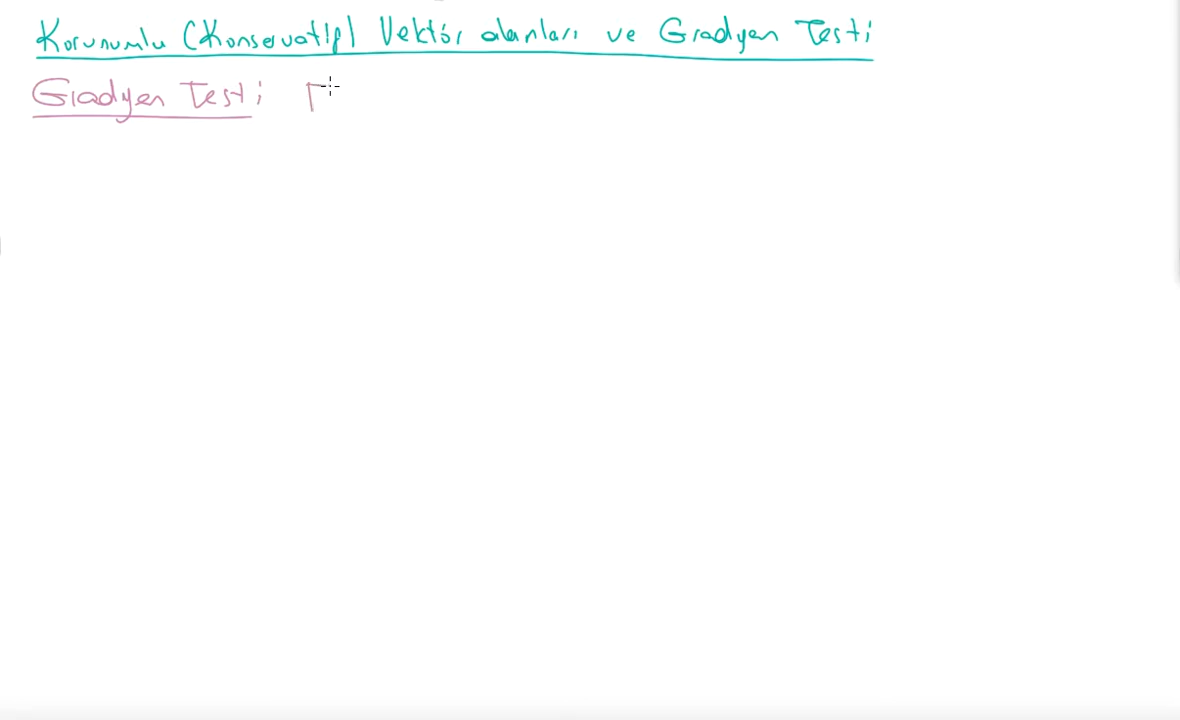 Korunumlu (Konservatif) Vektör alanları ve Gradyen Testi
Gradyen Testi